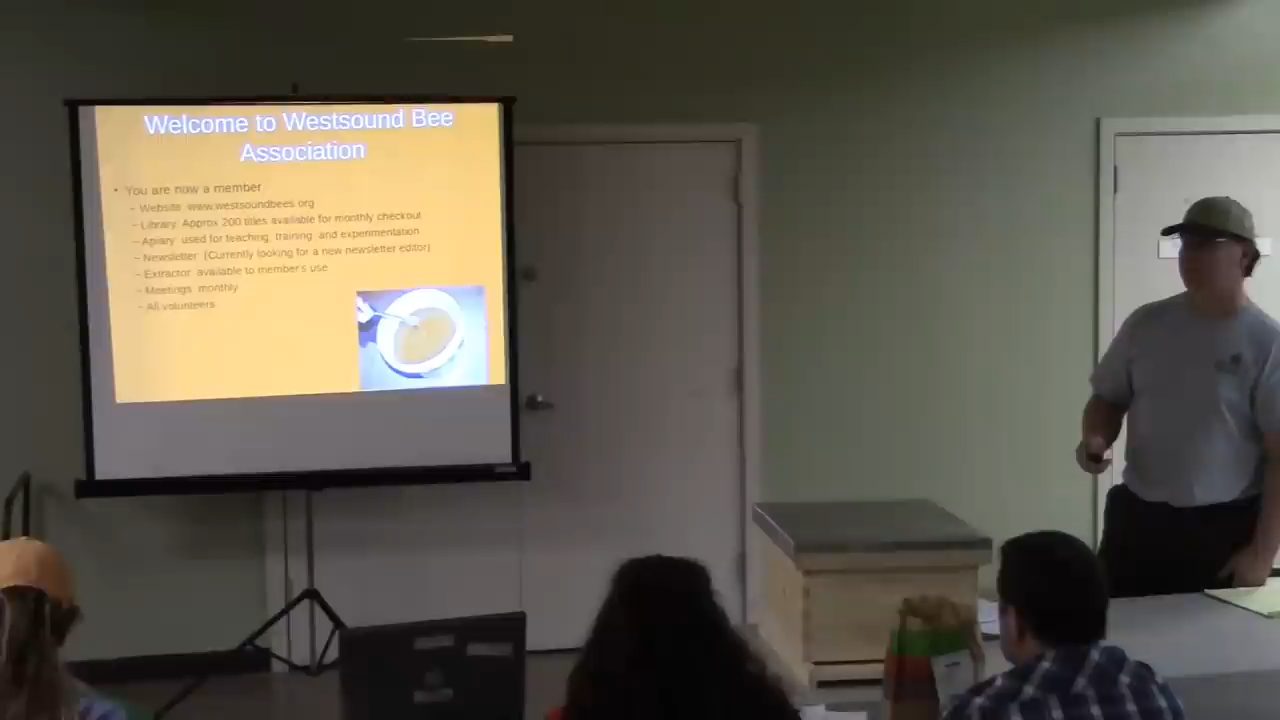 Welcome to Westsound Bee
Association
• You are now a member
– Website: www.westsoundbees.org
– Library: Approx 200 titles available for monthly checkout
– Apiary: used for teaching, training, and experimentation
– Newsletter: (Currently looking for a new newsletter editor)
– Extractor: available to member's use
– Meetings: monthly
– All volunteers